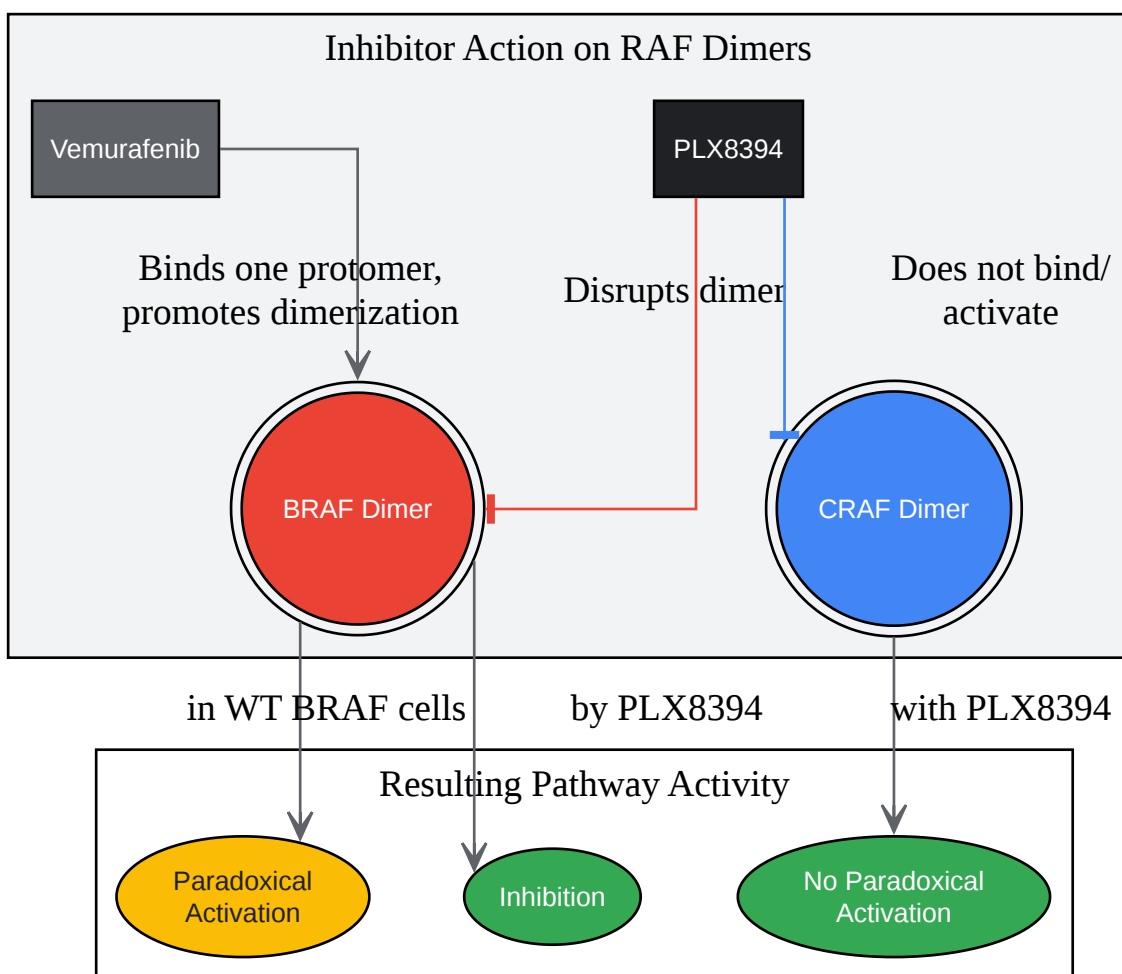 Inhibitor Action on RAF Dimers
Vemurafenib
PLX8394
Binds one protomer,
promotes dimerization
Disrupts dimer
Does not bind/
activate
BRAF Dimer
CRAF Dimer
in WT BRAF cells
by PLX8394
with PLX8394
Resulting Pathway Activity
Paradoxical
Activation
Inhibition
No Paradoxical
Activation